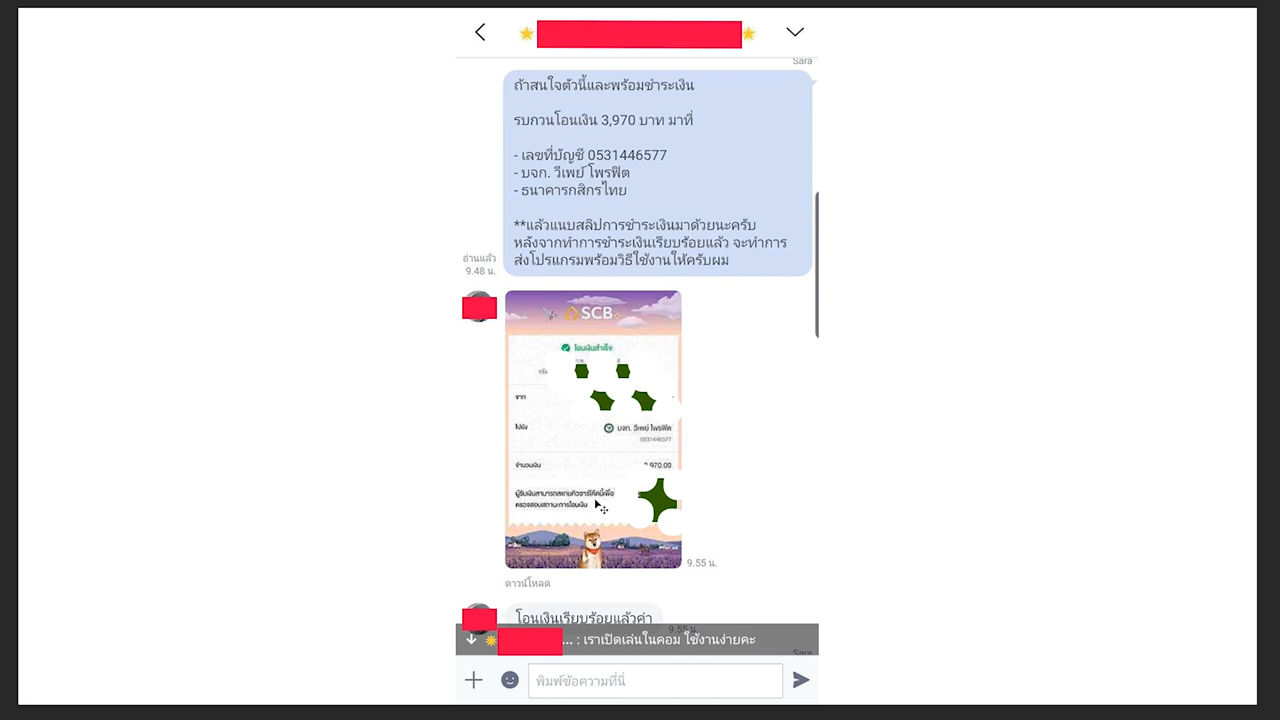 Sara
ถ้าสนใจตัวนี้และพร้อมชำระเงิน
รบกวนโอนเงิน 3,970 บาท มาที่
- เลขที่บัญชี 0531446577
- บจก. วีเพย์ โพรฟิต
- ธนาคารกสิกรไทย
**แล้วแนบสลิปการชำระเงินมาด้วยนะครับ
หลังจากทำการชำระเงินเรียบร้อยแล้ว จะทำการ
ส่งโปรแกรมพร้อมวิธีใช้งานให้ครับผม
อ่านแล้ว
9.48 น.
SCB
โอนเงินสำเร็จ
จาก
ไปยัง
บจก. วีเพย์ โพรฟิต
0531446577
จำนวนเงิน
970.00
ผู้รับเงินสามารถสแกนคิวอาร์โค้ดนี้เพื่อ
ตรวจสอบสถานะการโอนเงิน
9.55 น.
ดาวน์โหลด
โอนเงินเรียบร้อยแล้วค่า
9.55 น.
... : เราเปิดเล่นในคอม ใช้งานง่ายคะ
Sara
พิมพ์ข้อความที่นี่